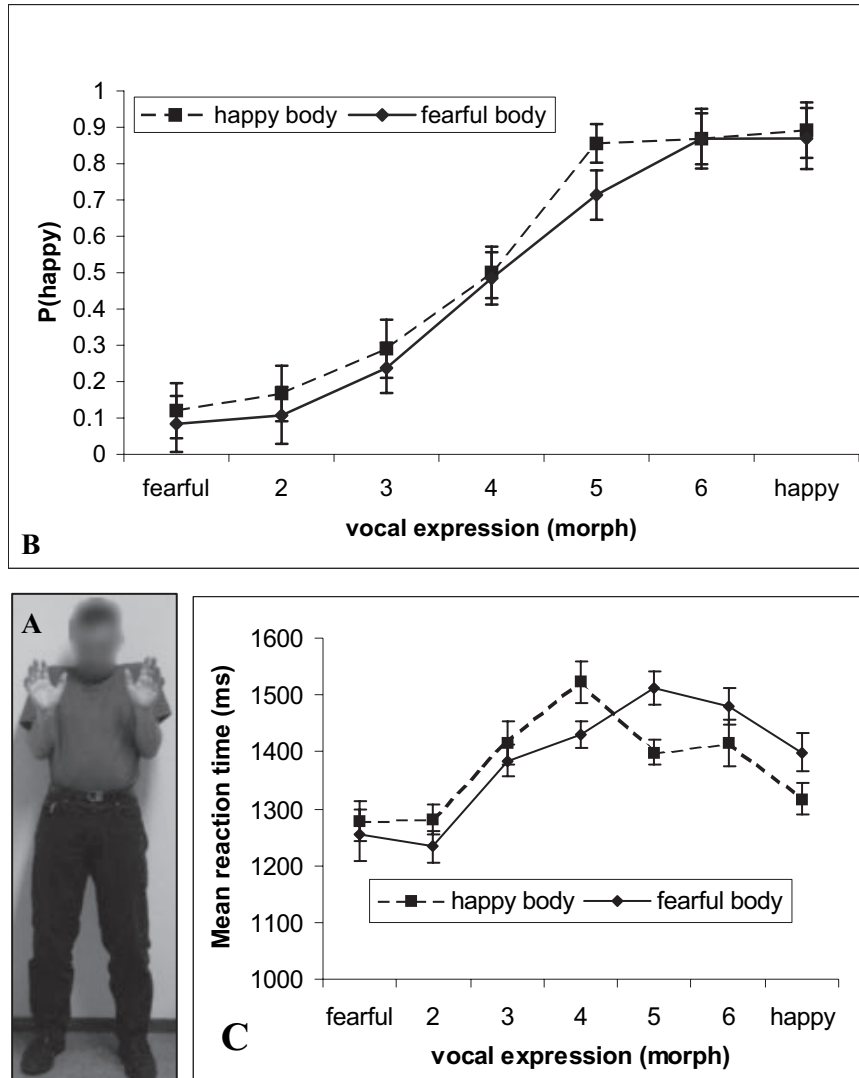 1
0.9
0.8
0.7
0.6
0.5
0.4
0.3
0.2
0.1
0
P(happy)
happy body fearful body
fearful 2 3 4 5 6 happy
vocal expression (morph)
B
A
1600
1500
1400
1300
1200
1100
1000
Mean reaction time (ms)
happy body fearful body
fearful 2 3 4 5 6 happy
vocal expression (morph)
C